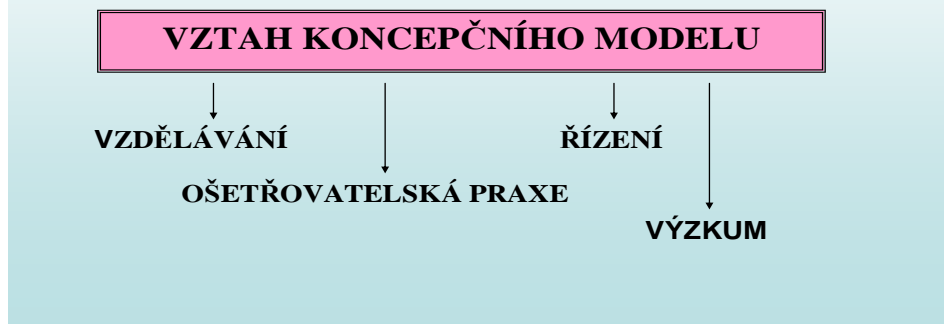 VZTAH KONCEPČNÍHO MODELU
VZDĚLÁVÁNÍ ŘÍZENÍ
OŠETŘOVATELSKÁ PRAXE
VÝZKUM